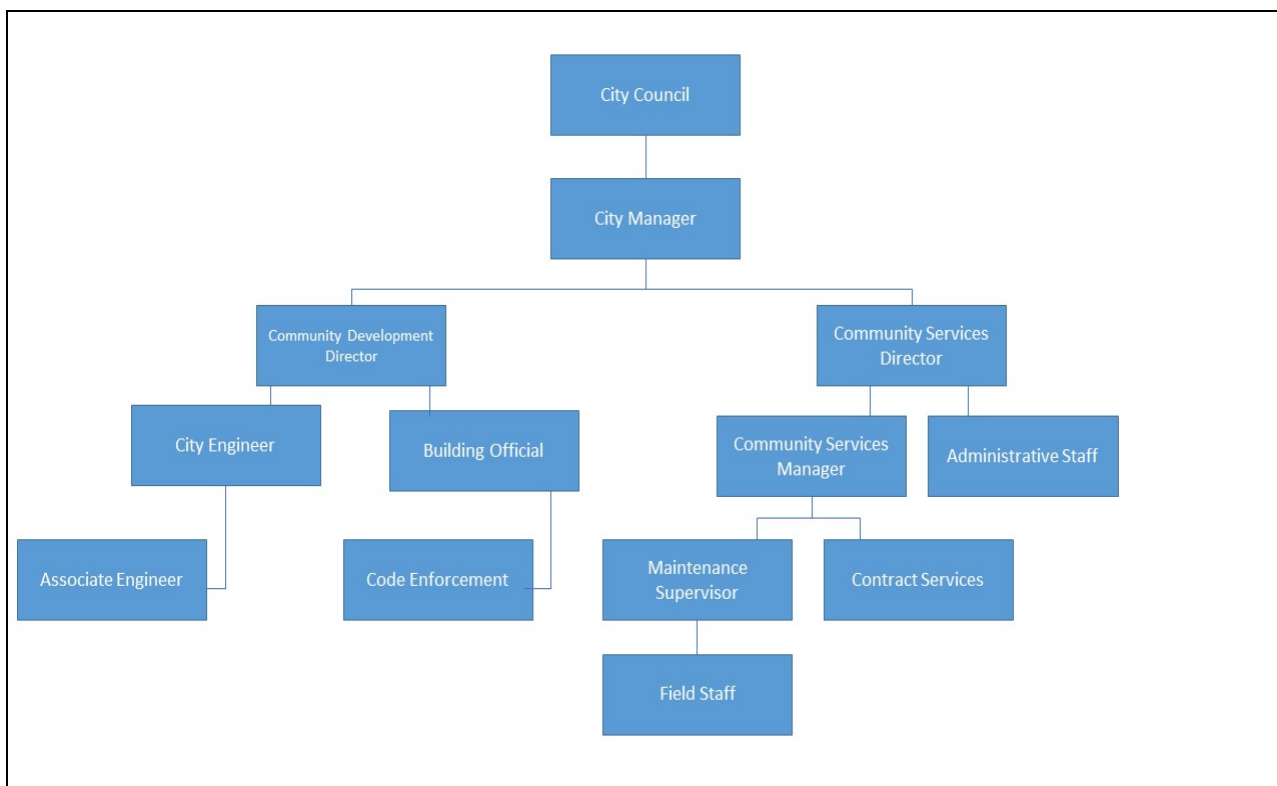 City Council
City Manager
Community Development
Director
Community Services
Director
City Engineer
Building Official
Community Services
Manager
Administrative Staff
Associate Engineer
Code Enforcement
Maintenance
Supervisor
Contract Services
Field Staff